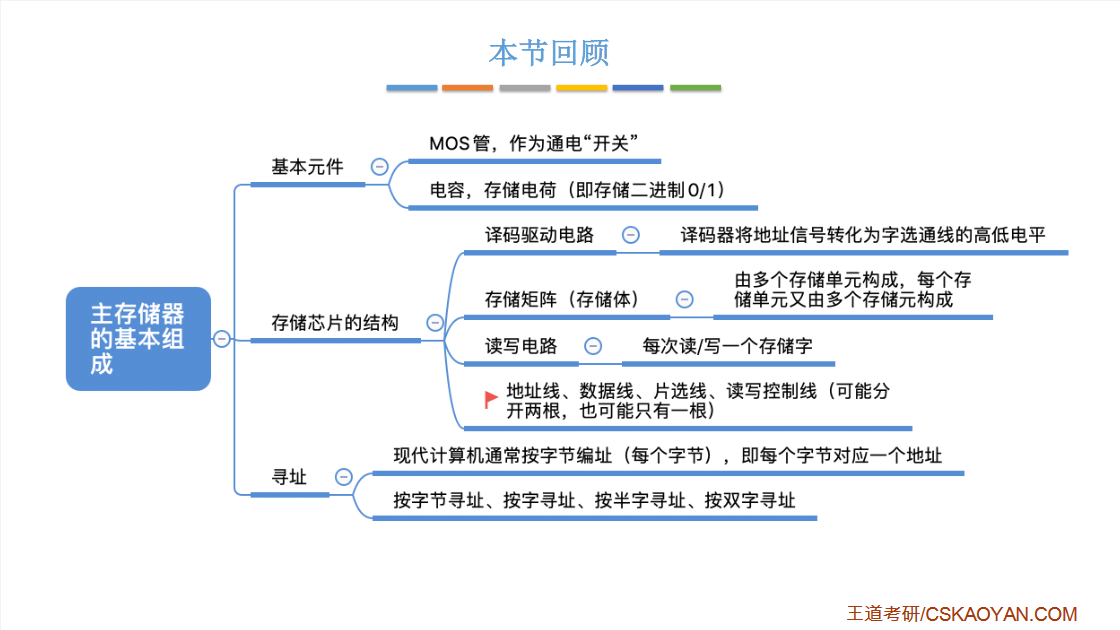 本节回顾
MOS管，作为通电“开关”
基本元件
电容，存储电荷（即存储二进制0/1）
译码驱动电路
译码器将地址信号转化为字选通线的高低电平
由多个存储单元构成，每个存
储单元又由多个存储元构成
存储矩阵（存储体）
主存储器
的基本组
成
存储芯片的结构
读写电路
每次读/写一个存储字
地址线、数据线、片选线、读写控制线（可能分
开两根，也可能只有一根）
现代计算机通常按字节编址（每个字节），即每个字节对应一个地址
寻址
按字节寻址、按字寻址、按半字寻址、按双字寻址
王道考研/CSKAOYAN.COM